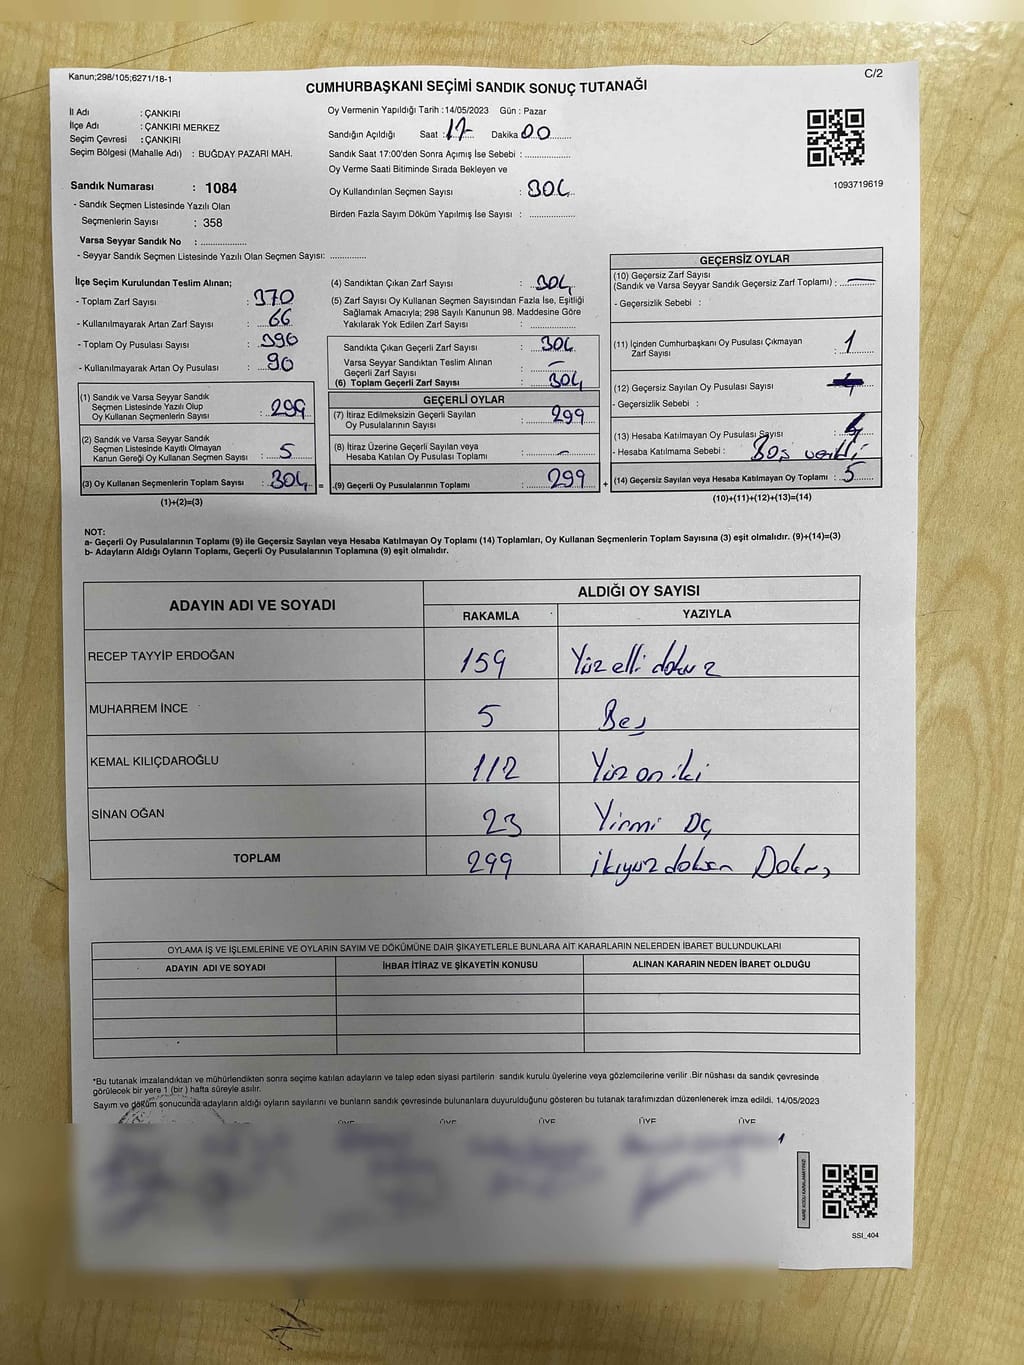 Kanun;298/105;6271/18-1
C/2
CUMHURBAŞKANI SEÇİMİ SANDIK SONUÇ TUTANAĞI
İl Adı : ÇANKIRI
İlçe Adı : ÇANKIRI MERKEZ
Seçim Çevresi : ÇANKIRI
Seçim Bölgesi (Mahalle Adı) : BUĞDAY PAZARI MAH.
Sandık Numarası : 1084
- Sandık Seçmen Listesinde Yazılı Olan
Seçmenlerin Sayısı : 358
Varsa Seyyar Sandık No : ..................
- Seyyar Sandık Seçmen Listesinde Yazılı Olan Seçmen Sayısı: ..............
Oy Vermenin Yapıldığı Tarih : 14/05/2023 Gün : Pazar
Sandığın Açıldığı Saat : 17 Dakika 00
Sandık Saat 17:00'den Sonra Açımış İse Sebebi : ..................
Oy Verme Saati Bitiminde Sırada Bekleyen ve
Oy Kullandırılan Seçmen Sayısı : 304
Birden Fazla Sayım Döküm Yapılmış İse Sayısı : ..................
1093719619
İlçe Seçim Kurulundan Teslim Alınan;
- Toplam Zarf Sayısı : 370
- Kullanılmayarak Artan Zarf Sayısı : 66
- Toplam Oy Pusulası Sayısı : 390
- Kullanılmayarak Artan Oy Pusulası : 90
(1) Sandık ve Varsa Seyyar Sandık
Seçmen Listesinde Yazılı Olup
Oy Kullanan Seçmenlerin Sayısı : 299
(2) Sandık ve Varsa Seyyar Sandık
Seçmen Listesinde Kayıtlı Olmayan
Kanun Gereği Oy Kullanan Seçmen Sayısı : 5
(3) Oy Kullanan Seçmenlerin Toplam Sayısı : 304 =
(1)+(2)=(3)
(4) Sandıktan Çıkan Zarf Sayısı : 304
(5) Zarf Sayısı Oy Kullanan Seçmen Sayısından Fazla İse, Eşitliği
Sağlamak Amacıyla; 298 Sayılı Kanunun 98. Maddesine Göre
Yakılarak Yok Edilen Zarf Sayısı : ..................
Sandıkta Çıkan Geçerli Zarf Sayısı : 304
Varsa Seyyar Sandıktan Teslim Alınan
Geçerli Zarf Sayısı : —
(6) Toplam Geçerli Zarf Sayısı : 304
GEÇERLİ OYLAR
(7) İtiraz Edilmeksizin Geçerli Sayılan
Oy Pusulalarının Sayısı : 299
(8) İtiraz Üzerine Geçerli Sayılan veya
Hesaba Katılan Oy Pusulası Toplamı : —
(9) Geçerli Oy Pusulalarının Toplamı : 299 +
GEÇERSİZ OYLAR
(10) Geçersiz Zarf Sayısı
(Sandık ve Varsa Seyyar Sandık Geçersiz Zarf Toplamı) : —
- Geçersizlik Sebebi :
(11) İçinden Cumhurbaşkanı Oy Pusulası Çıkmayan
Zarf Sayısı : 1
(12) Geçersiz Sayılan Oy Pusulası Sayısı :
- Geçersizlik Sebebi :
(13) Hesaba Katılmayan Oy Pusulası Sayısı : 4
- Hesaba Katılmama Sebebi : Boş
(14) Geçersiz Sayılan veya Hesaba Katılmayan Oy Toplamı : 5
(10)+(11)+(12)+(13)=(14)
NOT:
a- Geçerli Oy Pusulalarının Toplamı (9) ile Geçersiz Sayılan veya Hesaba Katılmayan Oy Toplamı (14) Toplamları, Oy Kullanan Seçmenlerin Toplam Sayısına (3) eşit olmalıdır. (9)+(14)=(3)
b- Adayların Aldığı Oyların Toplamı, Geçerli Oy Pusulalarının Toplamına (9) eşit olmalıdır.
ADAYIN ADI VE SOYADI ALDIĞI OY SAYISI
RAKAMLA YAZIYLA
RECEP TAYYİP ERDOĞAN 159 Yüz elli dokuz
MUHARREM İNCE 5 Beş
KEMAL KILIÇDAROĞLU 112 Yüz on iki
SİNAN OĞAN 23 Yirmi Üç
TOPLAM 299 ikiyüz doksan Dokuz
OYLAMA İŞ VE İŞLEMLERİNE VE OYLARIN SAYIM VE DÖKÜMÜNE DAİR ŞİKAYETLERLE BUNLARA AİT KARARLARIN NELERDEN İBARET BULUNDUKLARI
ADAYIN ADI VE SOYADI İHBAR İTİRAZ VE ŞİKAYETİN KONUSU ALINAN KARARIN NEDEN İBARET OLDUĞU
*Bu tutanak imzalandıktan ve mühürlendikten sonra seçime katılan adayların ve talep eden siyasi partilerin sandık kurulu üyelerine veya gözlemcilerine verilir .Bir nüshası da sandık çevresinde
görülecek bir yere 1 (bir ) hafta süreyle asılır.
Sayım ve döküm sonucunda adayların aldığı oyların sayılarını ve bunların sandık çevresinde bulunanlara duyurulduğunu gösteren bu tutanak tarafımızdan düzenlenerek imza edildi. 14/05/2023
ÜYE ÜYE ÜYE ÜYE ÜYE
KARE KODU KARALAMAYINIZ
SSI_404